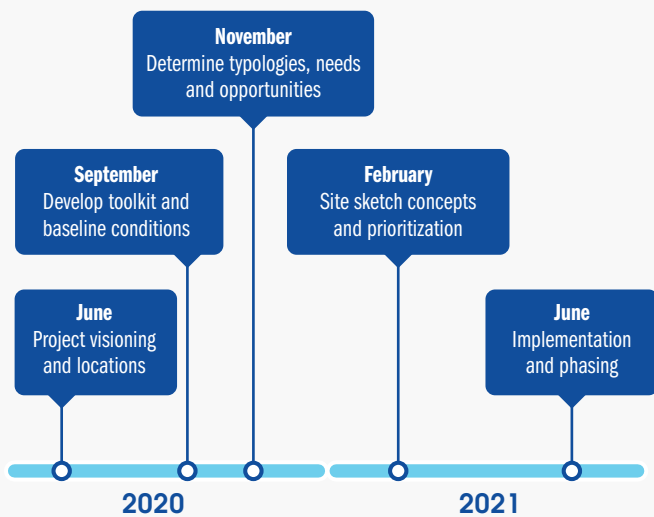 November
Determine typologies, needs
and opportunities
September
Develop toolkit and
baseline conditions
February
Site sketch concepts
and prioritization
June
Project visioning
and locations
June
Implementation
and phasing
2020
2021